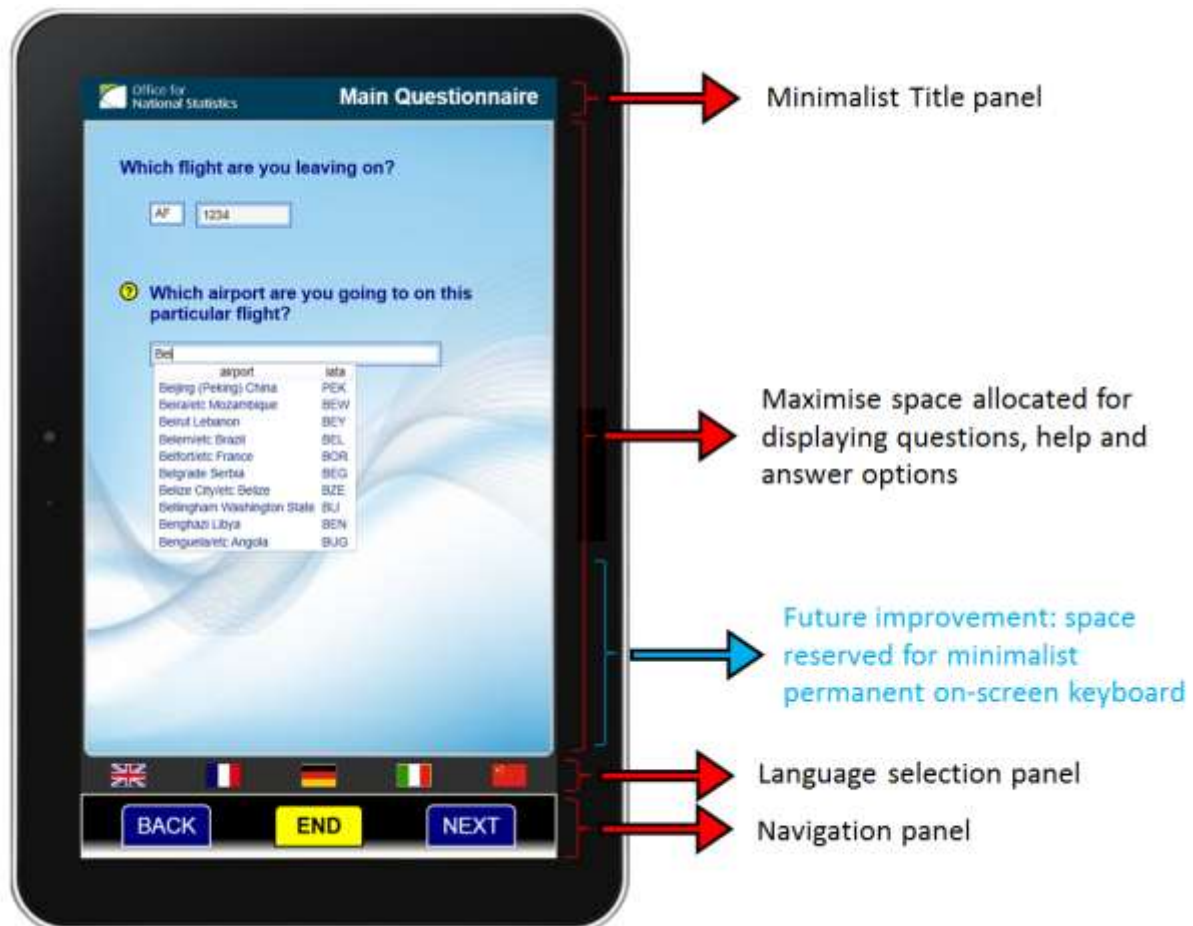 Office for
National Statistics
Main Questionnaire
Minimalist Title panel
Which flight are you leaving on?
AF 1234
Which airport are you going to on this
particular flight?
Bei
airport iata
Beijing (Peking) China PEK
Beira/etc Mozambique BEW
Beirut Lebanon BEY
Belem/etc Brazil BEL
Belfort/etc France BOR
Belgrade Serbia BEG
Belize City/etc Belize BZE
Bellingham Washington State BLI
Benghazi Libya BEN
Benguela/etc Angola BUG
Maximise space allocated for
displaying questions, help and
answer options
Future improvement: space
reserved for minimalist
permanent on-screen keyboard
Language selection panel
BACK END NEXT
Navigation panel